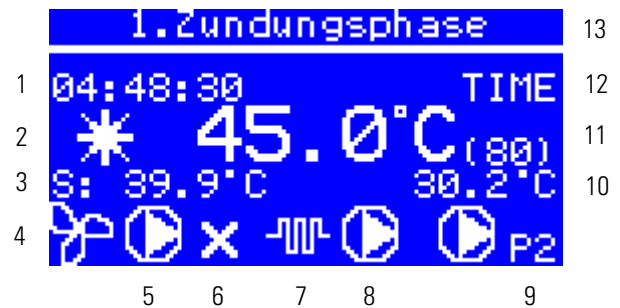 1.Zundungsphase 13
1 04:48:30 TIME 12
2 45.0°C (80) 11
3 S: 39.9°C 30.2°C 10
4 P2
5 6 7 8 9